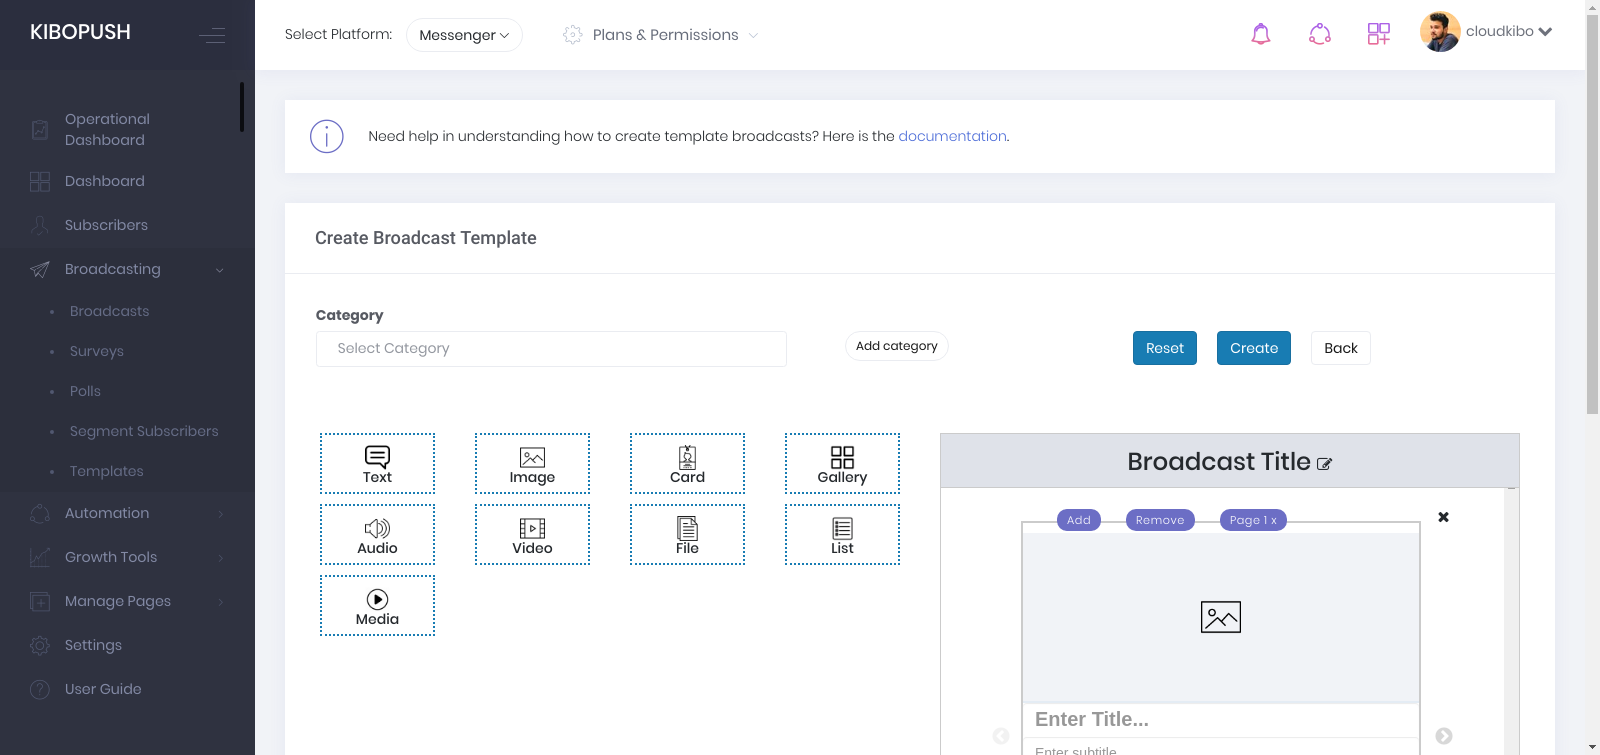 KIBOPUSH
Select Platform: Messenger Plans & Permissions cloudkibo
Operational
Dashboard
Dashboard
Subscribers
Broadcasting
• Broadcasts
• Surveys
• Polls
• Segment Subscribers
• Templates
Automation
Growth Tools
Manage Pages
Settings
User Guide
Need help in understanding how to create template broadcasts? Here is the documentation.
Create Broadcast Template
Category
Select Category
Add category
Reset Create Back
Text Image Card Gallery
Audio Video File List
Media
Broadcast Title
Add Remove Page 1 x
Enter Title...
Enter subtitle